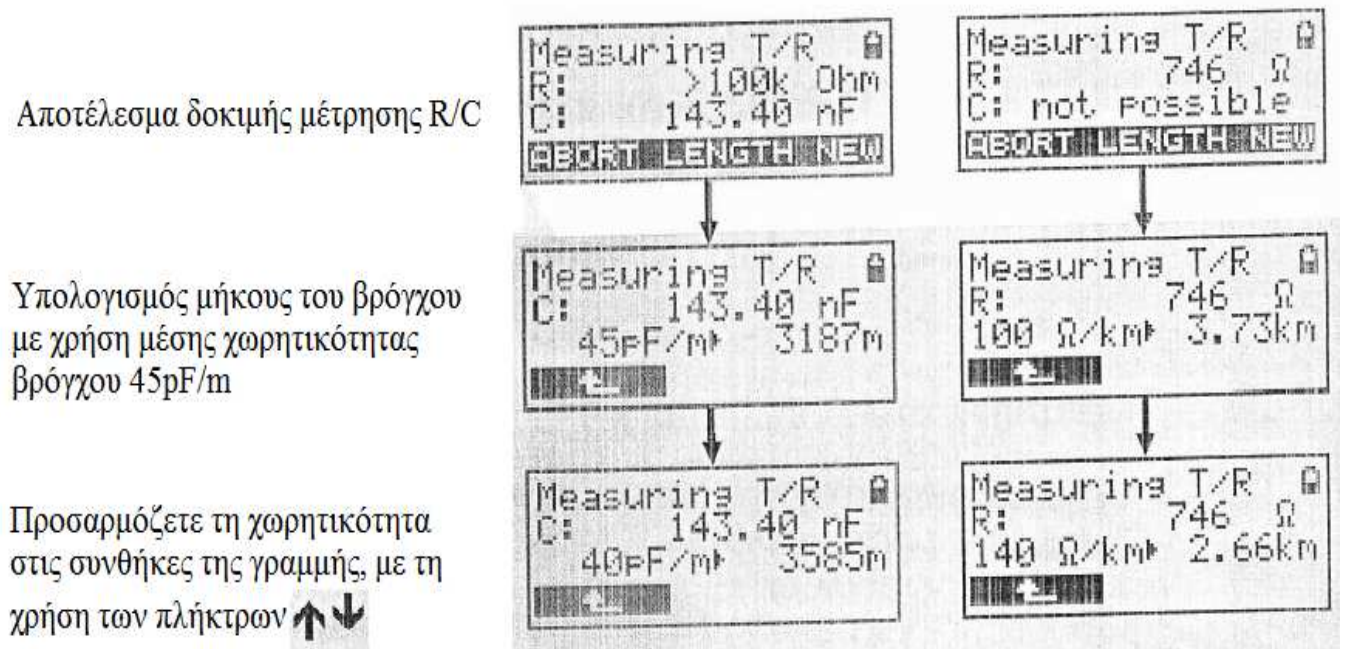 Αποτέλεσμα δοκιμής μέτρησης R/C
Measuring T/R
R: >100k Ohm
C: 143.40 nF
ABORT LENGTH NEW
Measuring T/R
R: 746 Ω
C: not possible
ABORT LENGTH NEW
Υπολογισμός μήκους του βρόγχου
με χρήση μέσης χωρητικότητας
βρόγχου 45pF/m
Measuring T/R
C: 143.40 nF
45pF/m 3187m
Measuring T/R
R: 746 Ω
100 Ω/km 3.73km
Προσαρμόζετε τη χωρητικότητα
στις συνθήκες της γραμμής, με τη
χρήση των πλήκτρων
Measuring T/R
C: 143.40 nF
40pF/m 3585m
Measuring T/R
R: 746 Ω
140 Ω/km 2.66km